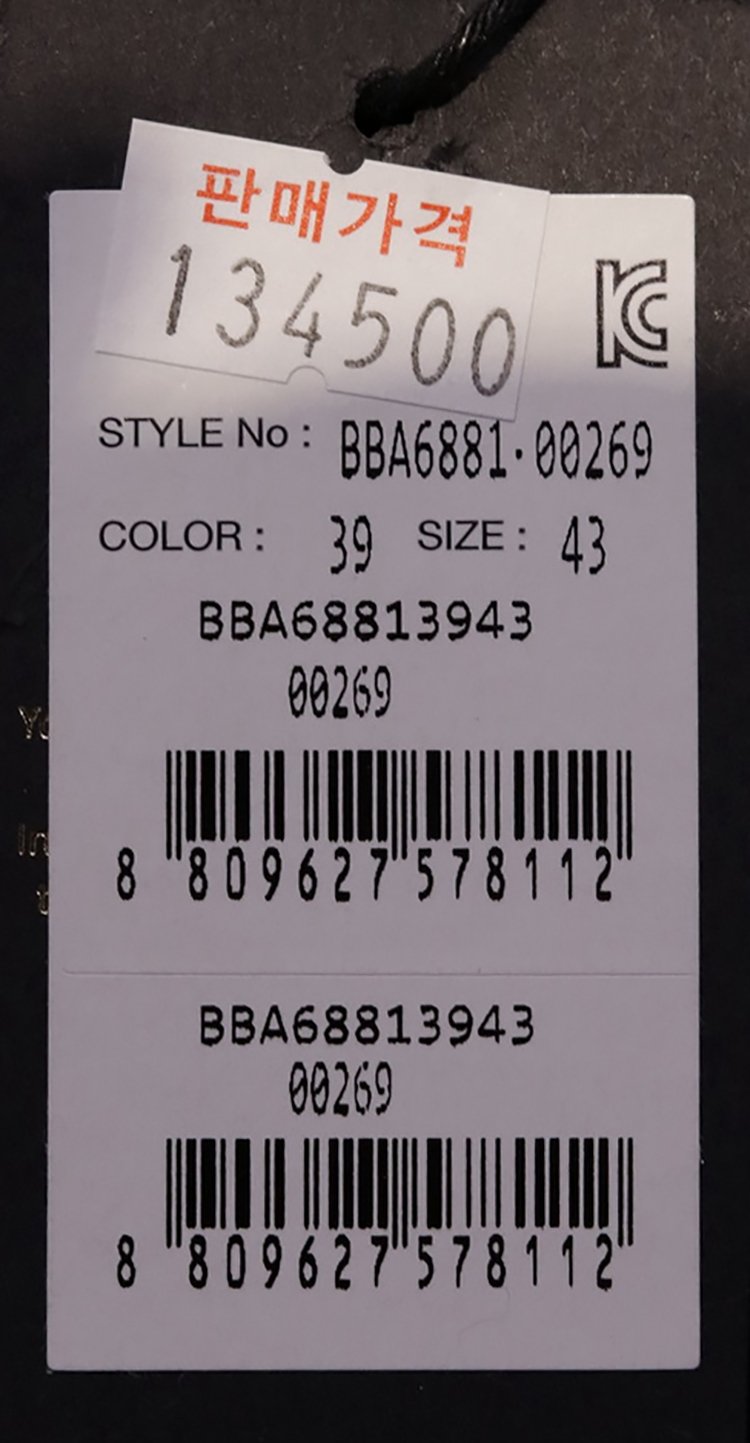 판매가격
134500
STYLE No : BBA6881·00269
COLOR : 39 SIZE : 43
BBA68813943
00269
8 809627 578112
BBA68813943
00269
8 809627 578112